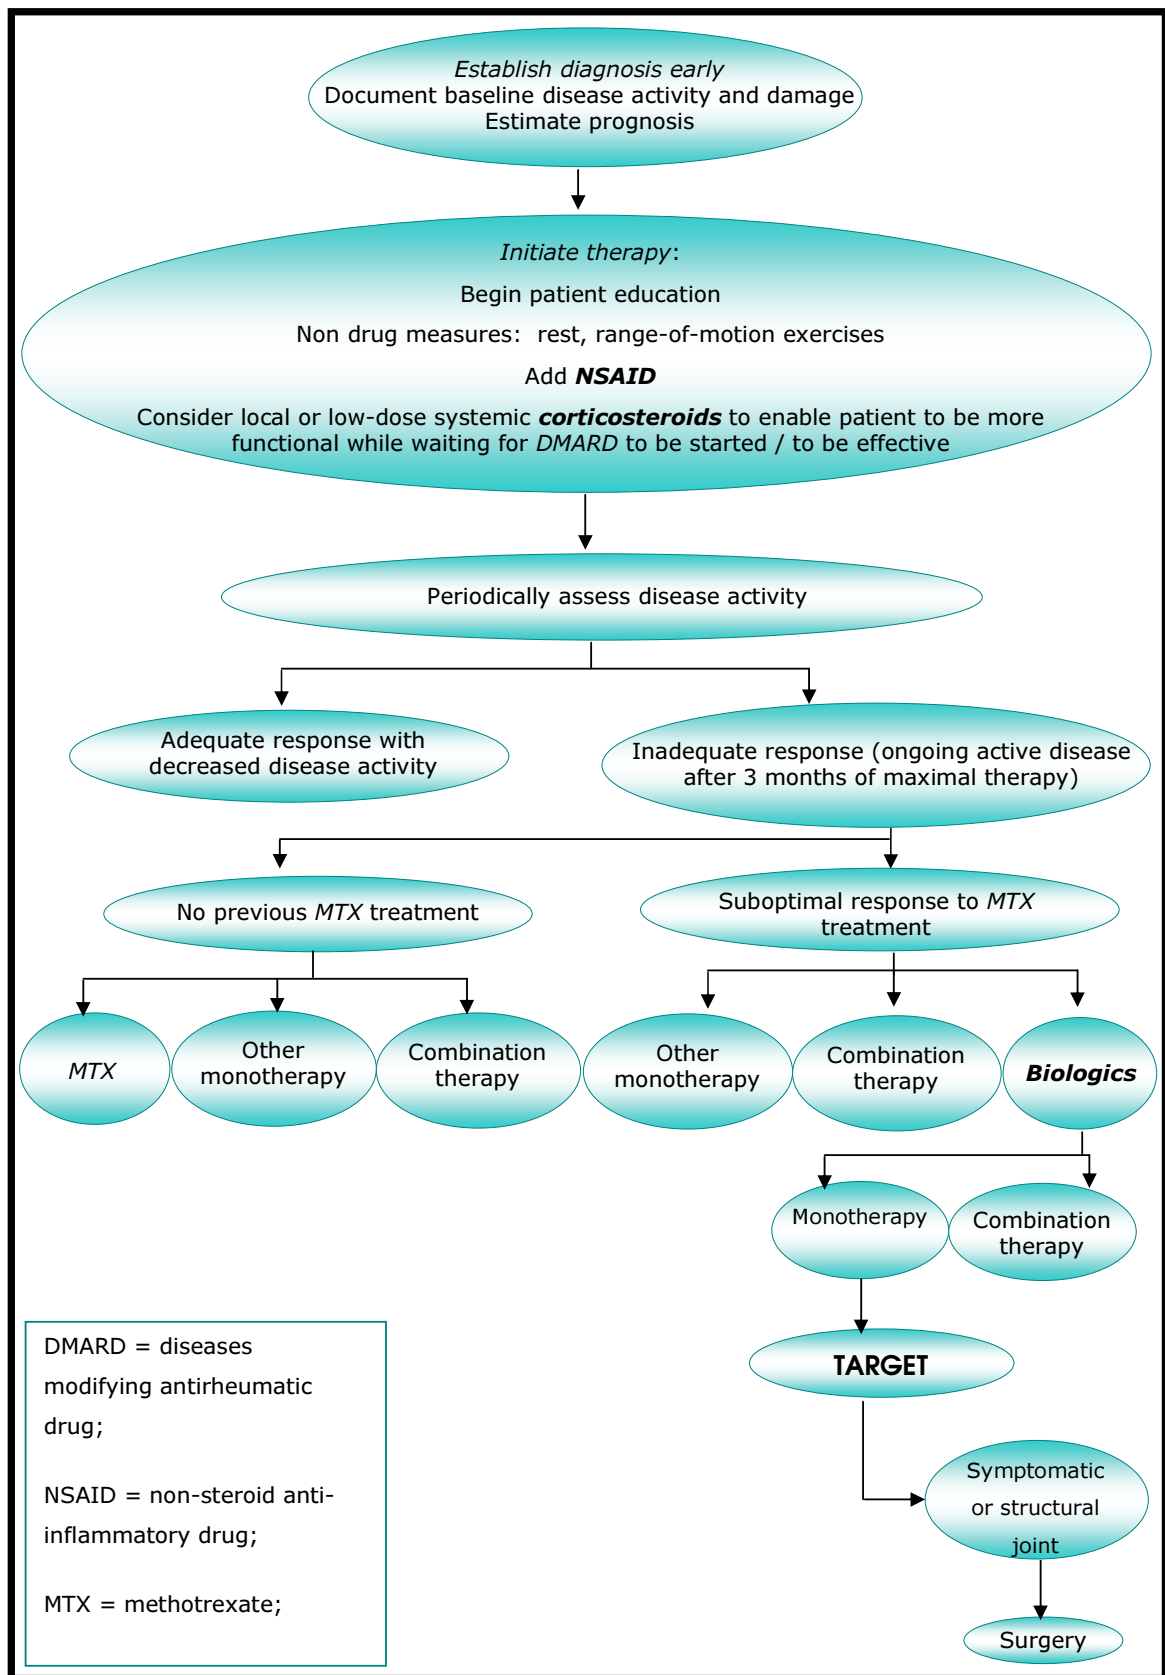 Establish diagnosis early
Document baseline disease activity and damage
Estimate prognosis
Initiate therapy:
Begin patient education
Non drug measures:  rest, range-of-motion exercises
Add NSAID
Consider local or low-dose systemic corticosteroids to enable patient to be more
functional while waiting for DMARD to be started / to be effective
Periodically assess disease activity
Adequate response with
decreased disease activity
Inadequate response (ongoing active disease
after 3 months of maximal therapy)
No previous MTX treatment
Suboptimal response to MTX
treatment
MTX
Other
monotherapy
Combination
therapy
Other
monotherapy
Combination
therapy
Biologics
Monotherapy
Combination
therapy
TARGET
Symptomatic
or structural
joint
Surgery
DMARD = diseases
modifying antirheumatic
drug;
NSAID = non-steroid anti-
inflammatory drug;
MTX = methotrexate;